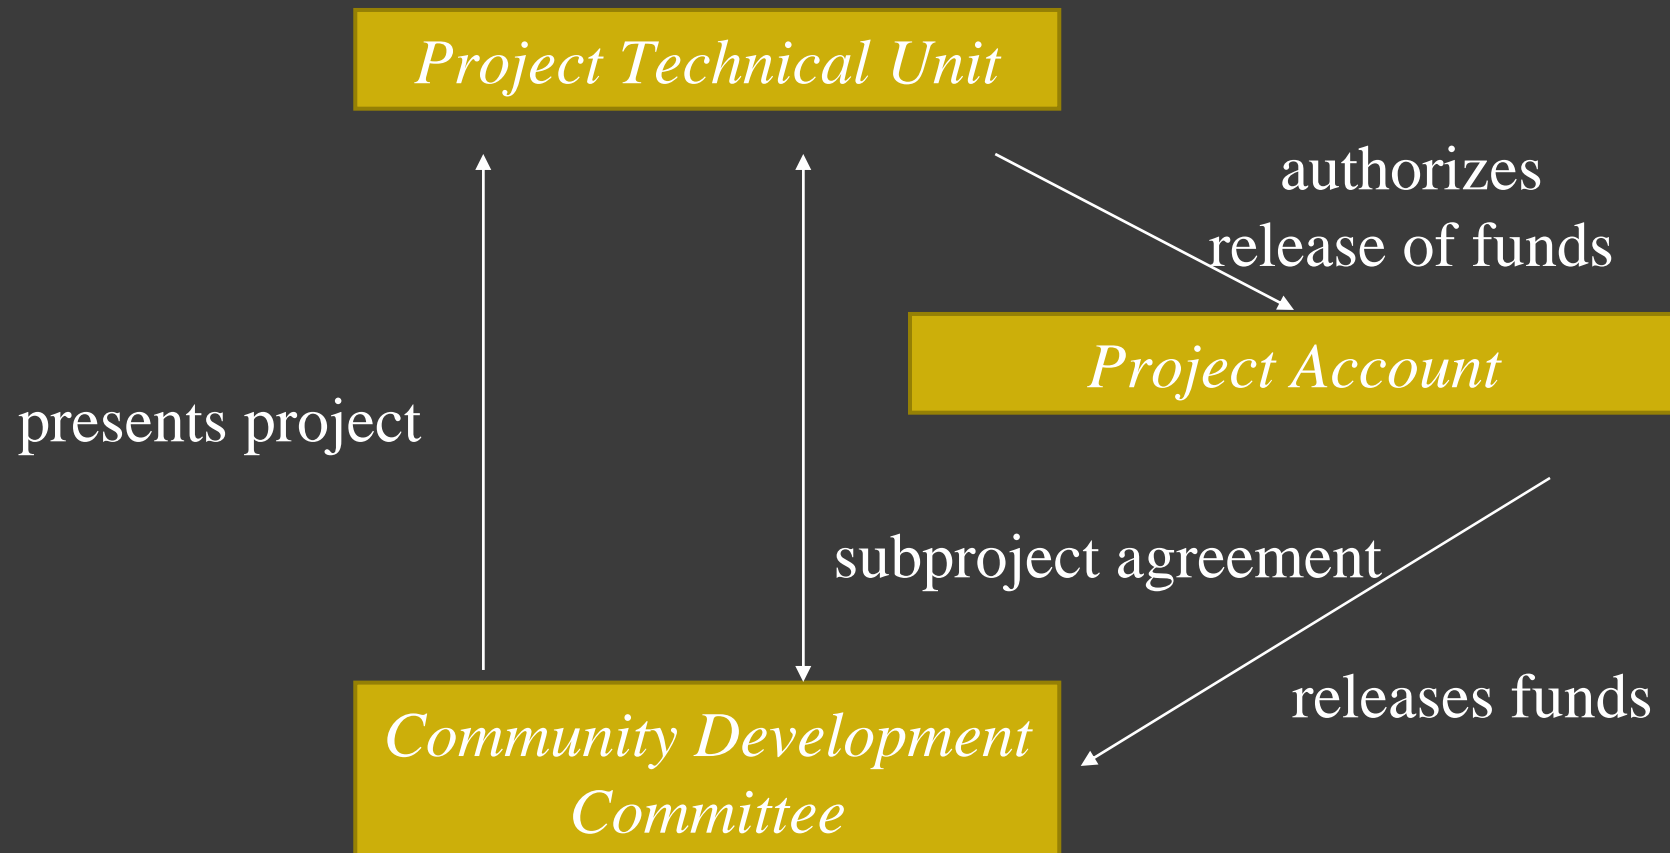 Project Technical Unit
authorizes
release of funds
Project Account
presents project
subproject agreement
releases funds
Community Development
Committee